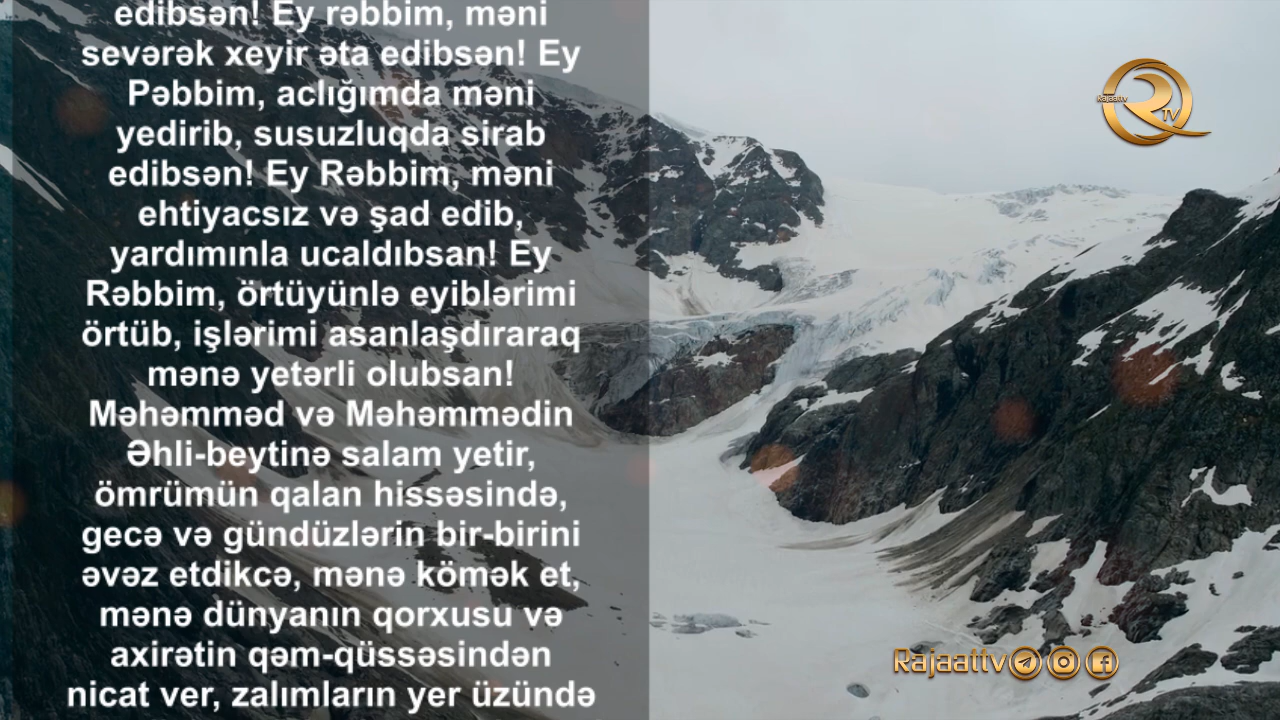 edibsən! Ey rəbbim, məni
sevərək xeyir əta edibsən! Ey
Pəbbim, aclığımda məni
yedirib, susuzluqda sirab
edibsən! Ey Rəbbim, məni
ehtiyacsız və şad edib,
yardımınla ucaldıbsan! Ey
Rəbbim, örtüyünlə eyiblərimi
örtüb, işlərimi asanlaşdıraraq
mənə yetərli olubsan!
Məhəmməd və Məhəmmədin
Əhli-beytinə salam yetir,
ömrümün qalan hissəsində,
gecə və gündüzlərin bir-birini
əvəz etdikcə, mənə kömək et,
mənə dünyanın qorxusu və
axirətin qəm-qüssəsindən
nicat ver, zalımların yer üzündə
Rajaattv
R
TV
Rajaattv